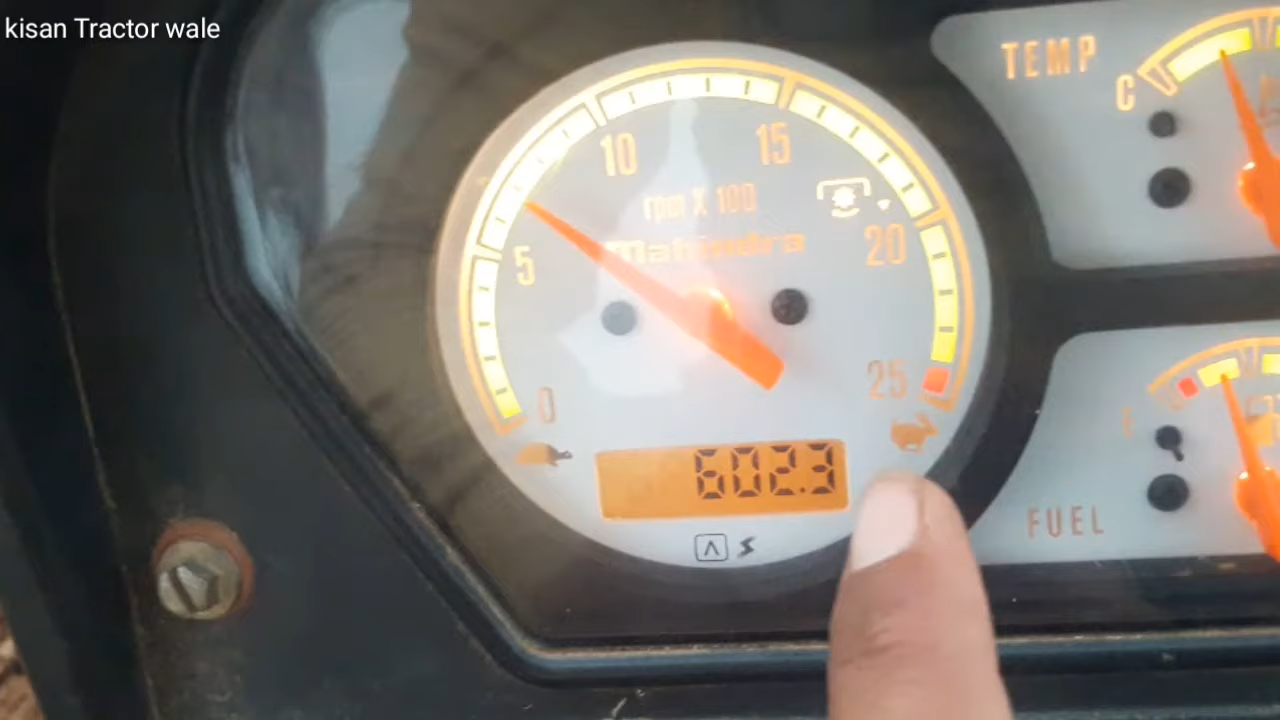 kisan Tractor wale
TEMP
C
10
15
rpm X 100
Mahindra
5
20
0
25
602.3
FUEL